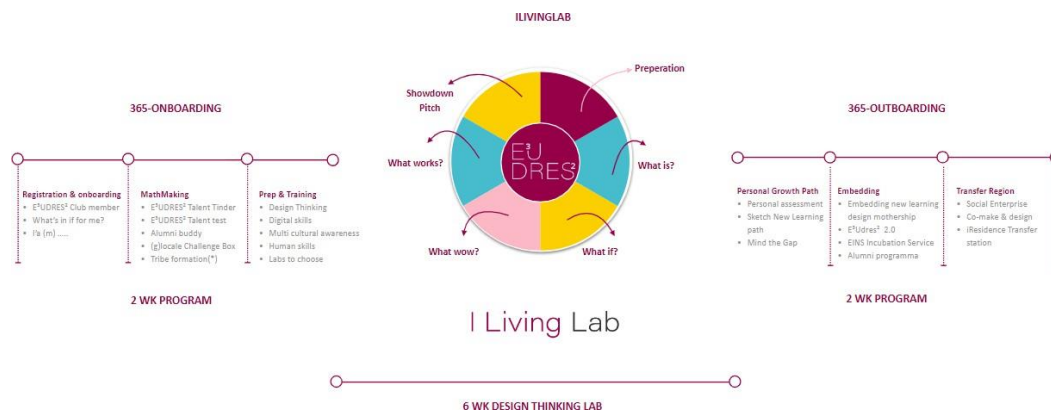 ILIVINGLAB
Preperation
Showdown
Pitch
What works?
What is?
What wow?
What if?
E³U
DRES²
365-ONBOARDING
Registration & onboarding
• E³UDRES² Club member
• What's in if for me?
• I's (m) .....
MathMaking
• E³UDRES² Talent Tinder
• E³UDRES² Talent test
• Alumni buddy
• (g)locale Challenge Box
• Tribe formation(*)
Prep & Training
• Design Thinking
• Digital skills
• Multi cultural awareness
• Human skills
• Labs to choose
2 WK PROGRAM
365-OUTBOARDING
Personal Growth Path
• Personal assessment
• Sketch New Learning
path
• Mind the Gap
Embedding
• Embedding new learning
design mothership
• E³Udres² 2.0
• EINS Incubation Service
• Alumni programma
Transfer Region
• Social Enterprise
• Co-make & design
• iResidence Transfer
station
2 WK PROGRAM
I Living Lab
6 WK DESIGN THINKING LAB